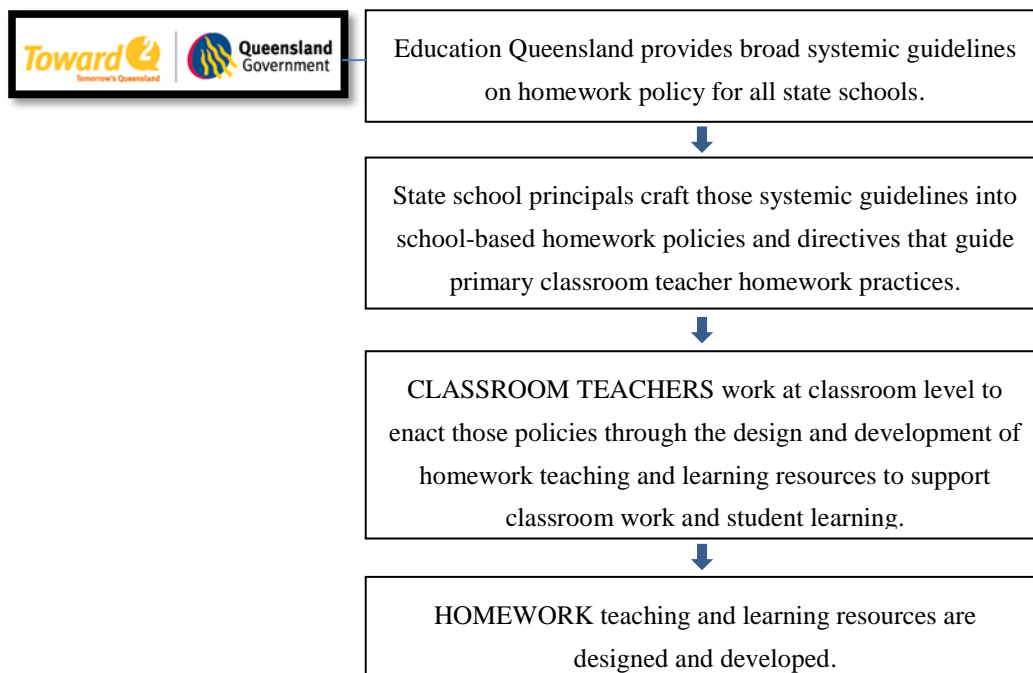 Toward Q2
Tomorrow's Queensland
Queensland
Government
Education Queensland provides broad systemic guidelines
on homework policy for all state schools.
State school principals craft those systemic guidelines into
school-based homework policies and directives that guide
primary classroom teacher homework practices.
CLASSROOM TEACHERS work at classroom level to
enact those policies through the design and development of
homework teaching and learning resources to support
classroom work and student learning.
HOMEWORK teaching and learning resources are
designed and developed.